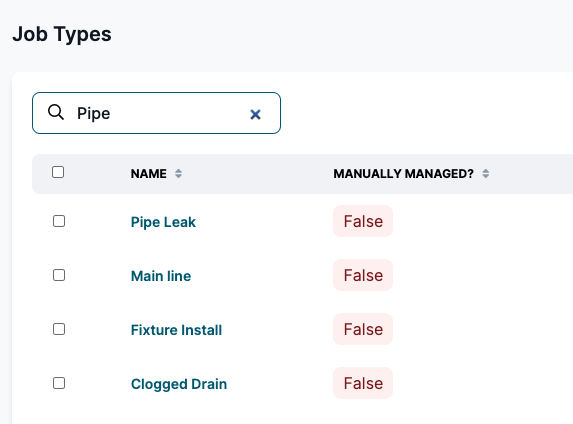 Job Types
Pipe
NAME MANUALLY MANAGED?
Pipe Leak False
Main line False
Fixture Install False
Clogged Drain False